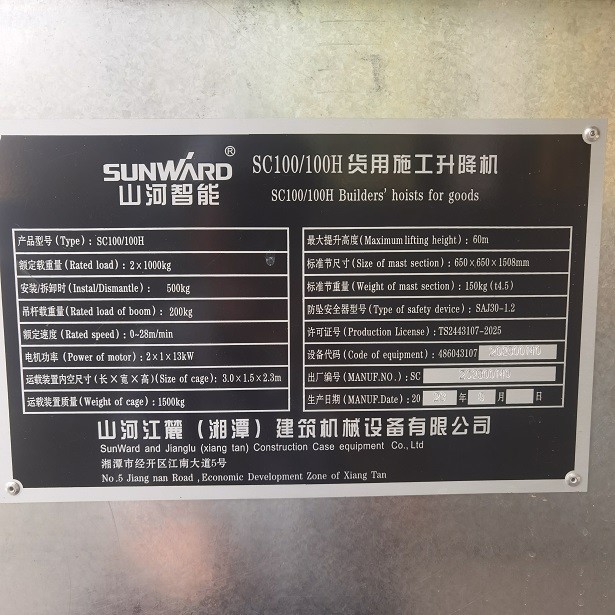 SUNWARD®
山河智能
SC100/100H 货用施工升降机
SC100/100H Builders' hoists for goods
产品型号(Type): SC100/100H
额定载重量(Rated load): 2×1000kg
安装/拆卸时(Instal/Dismantle): 500kg
吊杆载重量(Rated load of boom): 200kg
额定速度(Rated speed): 0~28m/min
电机功率(Power of motor): 2×1×13kW
运载装置内空尺寸(长×宽×高)(Size of cage): 3.0×1.5×2.3m
运载装置质量(Weight of cage): 1500kg
最大提升高度(Maximum lifting height): 60m
标准节尺寸(Size of mast section): 650×650×1508mm
标准节重量(Weight of mast section): 150kg (t4.5)
防坠安全器型号(Type of safety device): SAJ30-1.2
许可证号(Production License): TS2443107-2025
设备代码(Code of equipment): 486043107
出厂编号(MANUF.NO.): SC
生产日期(MANU.Date): 20 年 月 日
山河江麓(湘潭)建筑机械设备有限公司
SunWard and Jianglu (xiang tan) Construction Case equipment Co., Ltd
湘潭市经开区江南大道5号
No.5 Jiang nan Road, Economic Development Zone of Xiang Tan